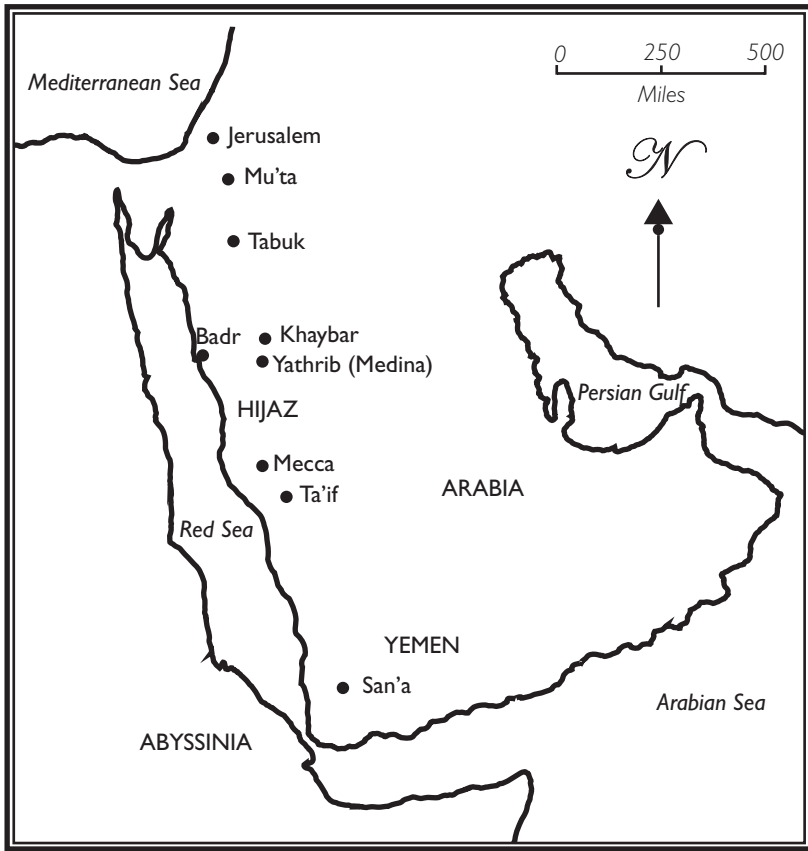 0 250 500
Miles
Mediterranean Sea
Jerusalem
N
Mu’ta
Tabuk
Badr
Khaybar
Yathrib (Medina)
Persian Gulf
HIJAZ
Mecca
ARABIA
Ta’if
Red Sea
YEMEN
San’a
Arabian Sea
ABYSSINIA